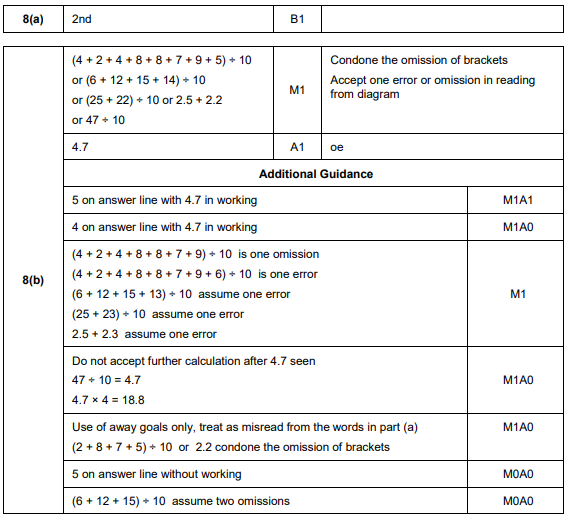 8(a) 2nd B1
(4 + 2 + 4 + 8 + 8 + 7 + 9 + 5) ÷ 10
or (6 + 12 + 15 + 14) ÷ 10
or (25 + 22) ÷ 10 or 2.5 + 2.2
or 47 ÷ 10
M1
Condone the omission of brackets
Accept one error or omission in reading
from diagram
4.7 A1 oe
Additional Guidance
5 on answer line with 4.7 in working M1A1
4 on answer line with 4.7 in working M1A0
8(b)
(4 + 2 + 4 + 8 + 8 + 7 + 9) ÷ 10 is one omission
(4 + 2 + 4 + 8 + 8 + 7 + 9 + 6) ÷ 10 is one error
(6 + 12 + 15 + 13) ÷ 10 assume one error
(25 + 23) ÷ 10 assume one error
2.5 + 2.3 assume one error
M1
Do not accept further calculation after 4.7 seen
47 ÷ 10 = 4.7
4.7 × 4 = 18.8
M1A0
Use of away goals only, treat as misread from the words in part (a)
(2 + 8 + 7 + 5) ÷ 10 or 2.2 condone the omission of brackets
M1A0
5 on answer line without working M0A0
(6 + 12 + 15) ÷ 10 assume two omissions M0A0